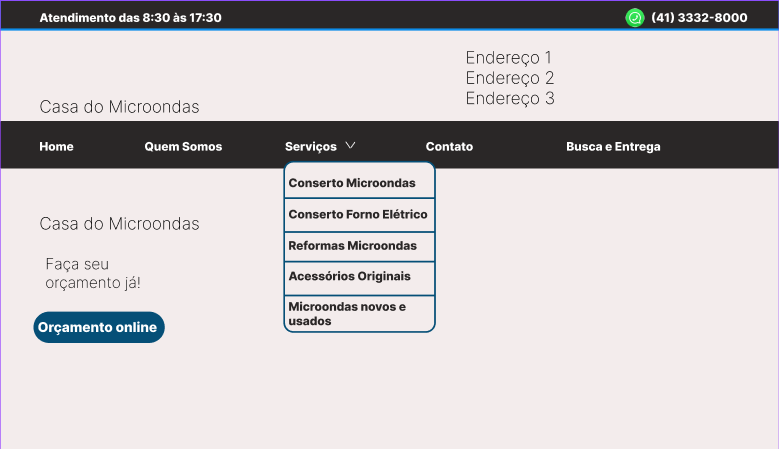 Atendimento das 8:30 às 17:30
(41) 3332-8000
Endereço 1
Endereço 2
Endereço 3
Casa do Microondas
Home
Quem Somos
Serviços
Contato
Busca e Entrega
Conserto Microondas
Conserto Forno Elétrico
Reformas Microondas
Acessórios Originais
Microondas novos e
usados
Casa do Microondas
Faça seu
orçamento já!
Orçamento online